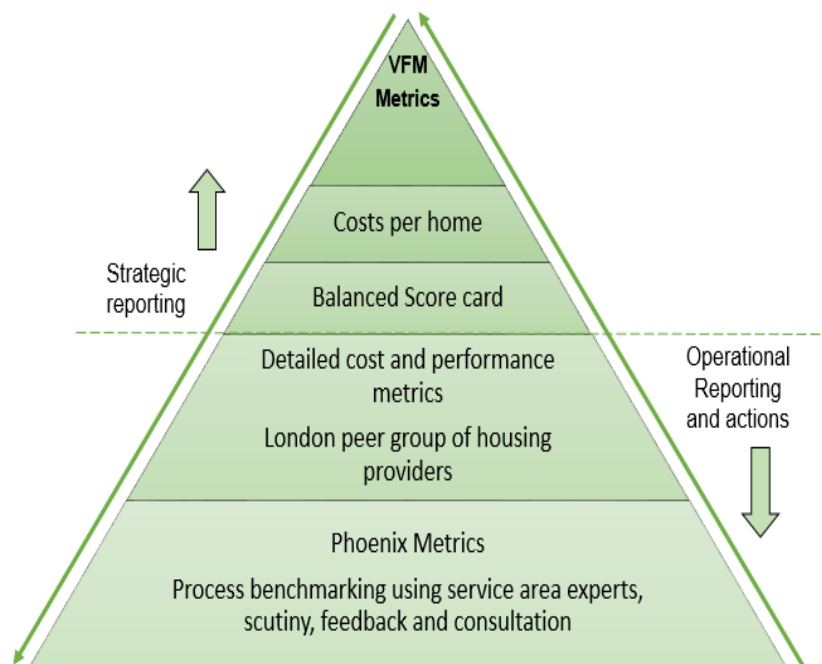 VFM
Metrics
Costs per home
Strategic
reporting
Balanced Score card
Detailed cost and performance
metrics
London peer group of housing
providers
Operational
Reporting
and actions
Phoenix Metrics
Process benchmarking using service area experts,
scutiny, feedback and consultation